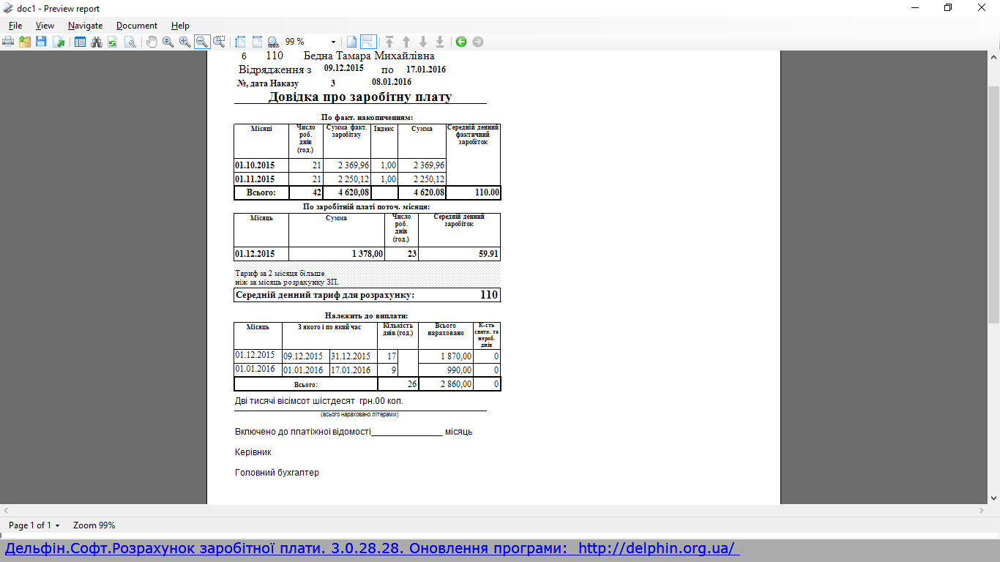 doc1 - Preview report
File View Navigate Document Help
100% 99 %
6 110 Бедна Тамара Михайлівна
Відрядження з 09.12.2015 по 17.01.2016
№, дата Наказу 3 08.01.2016
Довідка про заробітну плату
По факт. накопиченням:
Місяці Число роб. днів (год.) Сумма факт. заробітку Індекс Сумма Середній денний фактичний заробіток
01.10.2015 21 2 369,96 1,00 2 369,96
01.11.2015 21 2 250,12 1,00 2 250,12
Всього: 42 4 620,08 4 620.08 110.00
По заробітній платі поточ. місяця:
Місяць Сумма Число роб. днів (год.) Середній денний заробіток
01.12.2015 1 378,00 23 59.91
Тариф за 2 місяця більше
ніж за місяць розрахунку ЗП.
Середній денний тариф для розрахунку: 110
Належить до виплати:
Місяць З якого і по який час Кількість днів (год.) Всього нараховано К-сть святк. та нероб. днів
01.12.2015 09.12.2015 31.12.2015 17 1 870,00 0
01.01.2016 01.01.2016 17.01.2016 9 990,00 0
Всього: 26 2 860,00 0
Дві тисячі вісімсот шістдесят грн.00 коп.
(всього нараховано літерами)
Включено до платіжної відомості_______________ місяць
Керівник
Головний бухгалтер
Page 1 of 1 Zoom 99%
Дельфін.Софт.Розрахунок заробітної плати. 3.0.28.28. Оновлення програми: http://delphin.org.ua/